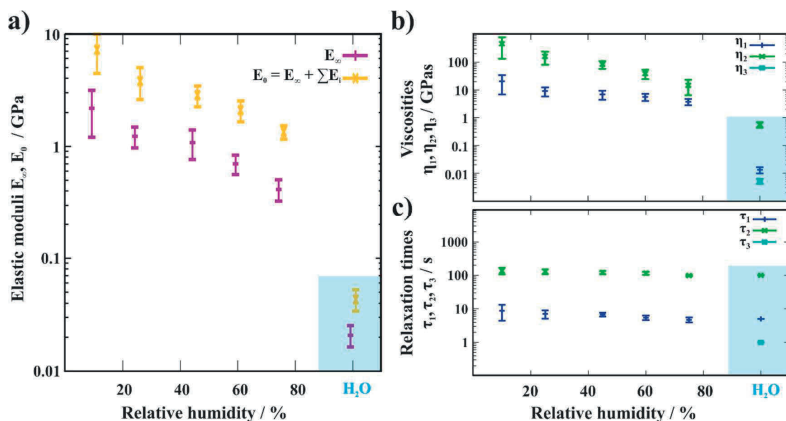 a)
Elastic moduli E∞, E₀ / GPa
10
1
0.1
0.01
E∞
E₀ = E∞ + ∑Eᵢ
20
40
60
80
H₂O
Relative humidity / %
b)
Viscosities
η₁, η₂, η₃ / GPas
100
10
1
0.1
0.01
η₁
η₂
η₃
c)
Relaxation times
τ₁, τ₂, τ₃ / s
1000
100
10
1
τ₁
τ₂
τ₃
20
40
60
80
H₂O
Relative humidity / %